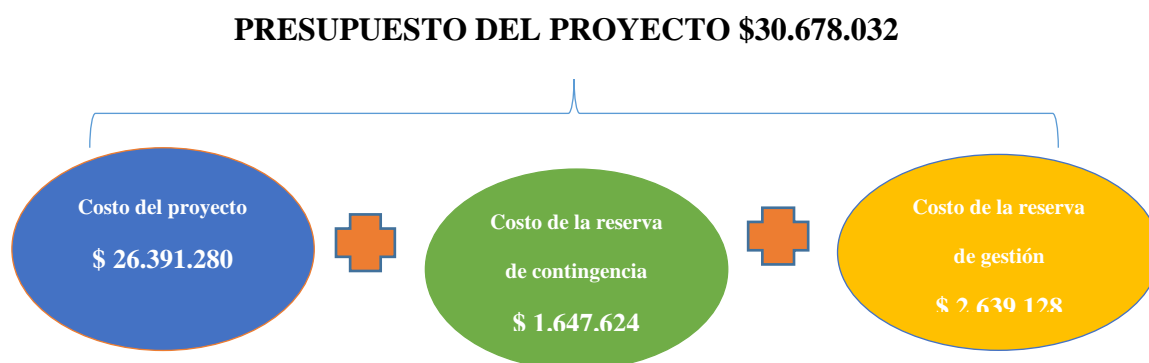 PRESUPUESTO DEL PROYECTO $30.678.032
Costo del proyecto
$ 26.391.280
Costo de la reserva
de contingencia
$ 1.647.624
Costo de la reserva
de gestión
$ 2.639.128